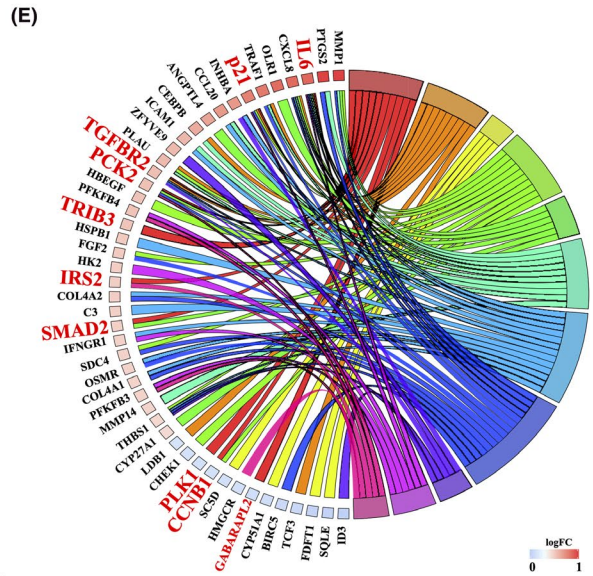 (E)
MMP1
PTGS2
IL6
CXCL8
OLR1
TRAF1
p21
INHBA
CCL20
ANGPTL4
CEBPB
ICAM1
ZFYVE9
PLAU
TGFBR2
PCK2
HBEGF
PFKFB4
TRIB3
HSPB1
FGF2
HK2
IRS2
COL4A2
C3
SMAD2
IFNGR1
SDC4
OSMR
COL4A1
PFKFB3
MMP14
THBS1
CYP27A1
LDB1
CHEK1
PLK1
CCNB1
SC5D
HMGCR
GABARAPL2
CYP51A1
BIRC5
TCF3
FDFT1
SQLE
ID3
logFC
0 1